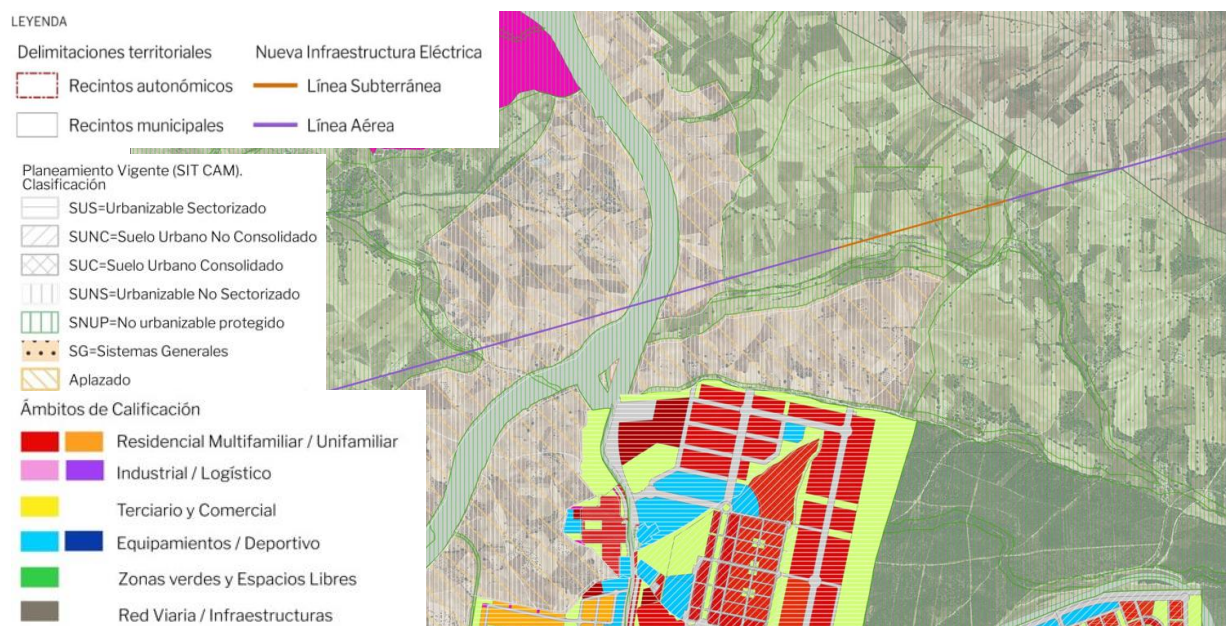 LEYENDA
Delimitaciones territoriales
Recintos autonómicos
Recintos municipales
Nueva Infraestructura Eléctrica
Línea Subterránea
Línea Aérea
Planeamiento Vigente (SIT CAM).
Clasificación
SUS=Urbanizable Sectorizado
SUNC=Suelo Urbano No Consolidado
SUC=Suelo Urbano Consolidado
SUNS=Urbanizable No Sectorizado
SNUP=No urbanizable protegido
SG=Sistemas Generales
Aplazado
Ámbitos de Calificación
Residencial Multifamiliar / Unifamiliar
Industrial / Logístico
Terciario y Comercial
Equipamientos / Deportivo
Zonas verdes y Espacios Libres
Red Viaria / Infraestructuras